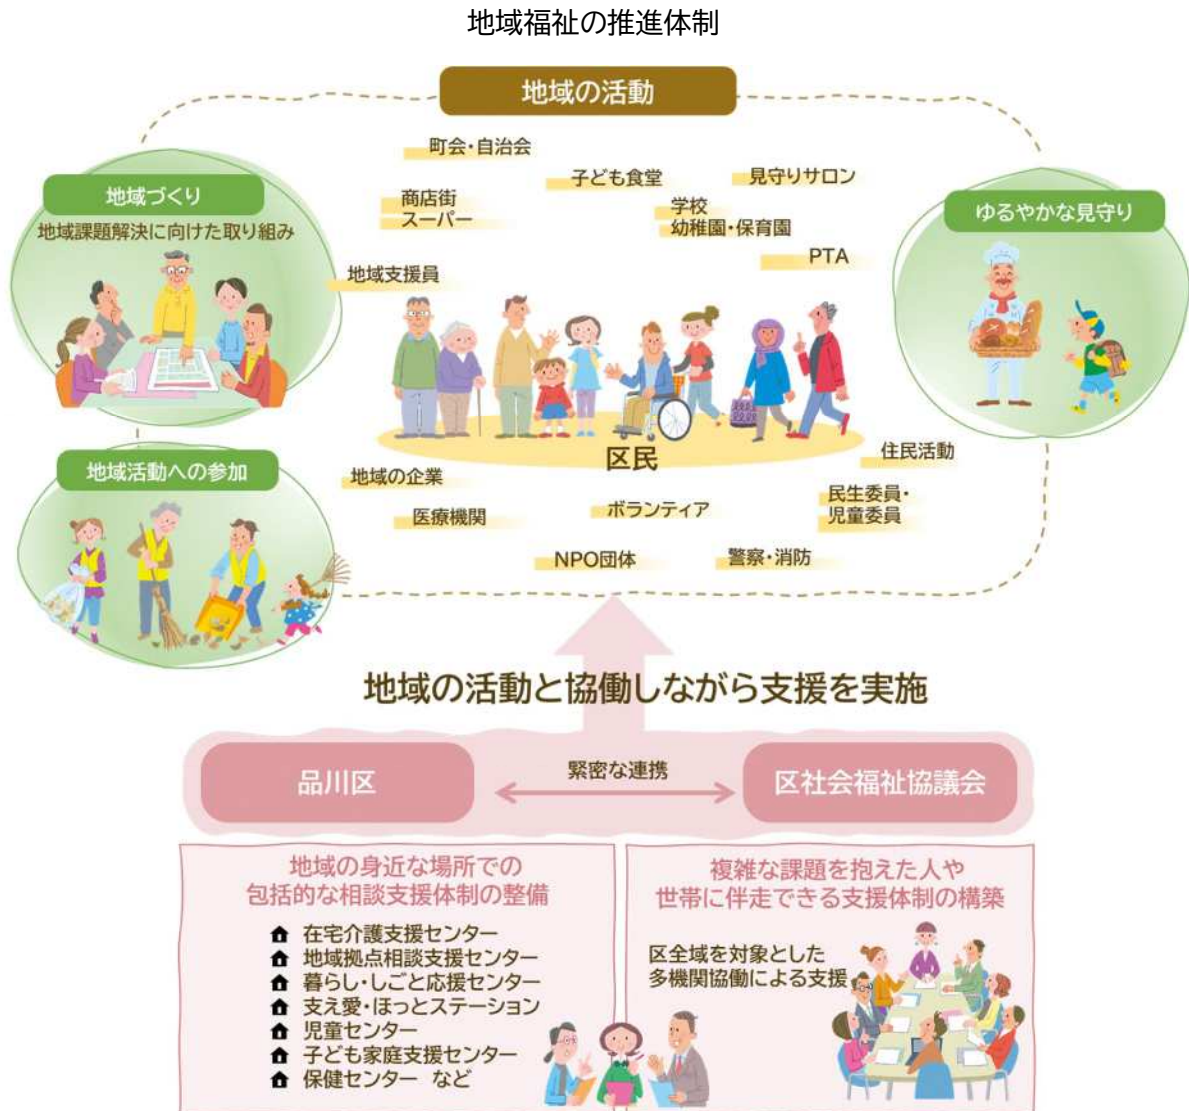 地域福祉の推進体制
地域の活動
町会・自治会
子ども食堂
見守りサロン
商店街
スーパー
学校
幼稚園・保育園
PTA
地域支援員
地域づくり
地域課題解決に向けた取り組み
ゆるやかな見守り
地域活動への参加
区民
住民活動
地域の企業
民生委員・
児童委員
医療機関
ボランティア
NPO団体
警察・消防
地域の活動と協働しながら支援を実施
品川区
緊密な連携
区社会福祉協議会
地域の身近な場所での
包括的な相談支援体制の整備
在宅介護支援センター
地域拠点相談支援センター
暮らし・しごと応援センター
支え愛・ほっとステーション
児童センター
子ども家庭支援センター
保健センター など
複雑な課題を抱えた人や
世帯に伴走できる支援体制の構築
区全域を対象とした
多機関協働による支援